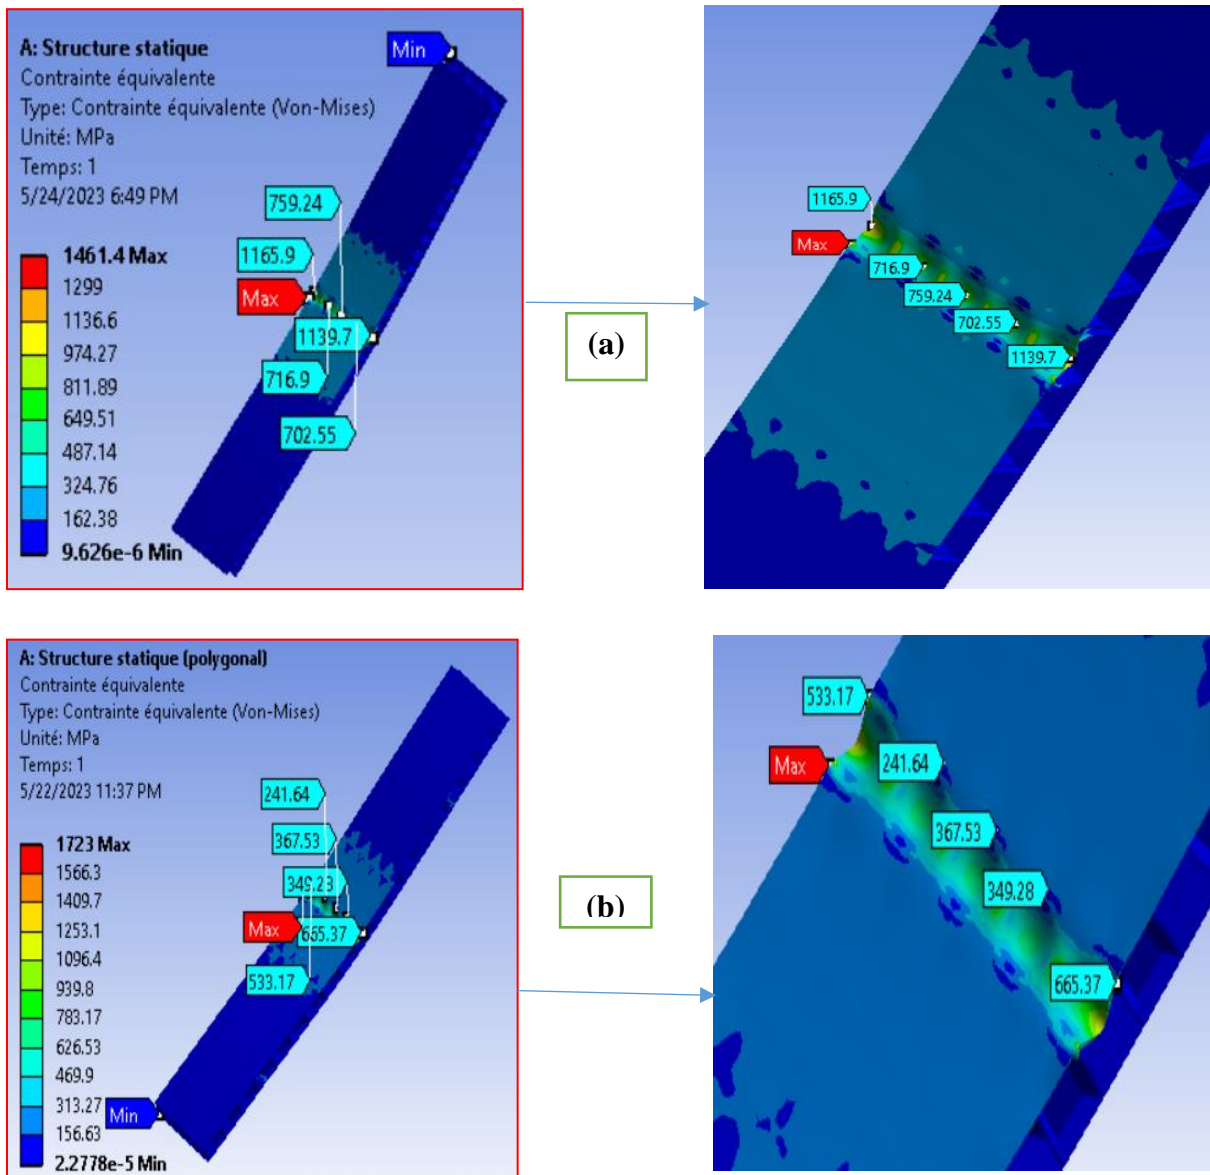 A: Structure statique
Contrainte équivalente
Type: Contrainte équivalente (Von-Mises)
Unité: MPa
Temps: 1
5/24/2023 6:49 PM
Min
759.24
1165.9
Max
1139.7
716.9
702.55
1461.4 Max
1299
1136.6
974.27
811.89
649.51
487.14
324.76
162.38
9.626e-6 Min
(a)
1165.9
Max
716.9
759.24
702.55
1139.7
A: Structure statique (polygonal)
Contrainte équivalente
Type: Contrainte équivalente (Von-Mises)
Unité: MPa
Temps: 1
5/22/2023 11:37 PM
241.64
367.53
349.28
Max
665.37
533.17
1723 Max
1566.3
1409.7
1253.1
1096.4
939.8
783.17
626.53
469.9
313.27
156.63
2.2778e-5 Min
Min
(b)
533.17
Max
241.64
367.53
349.28
665.37